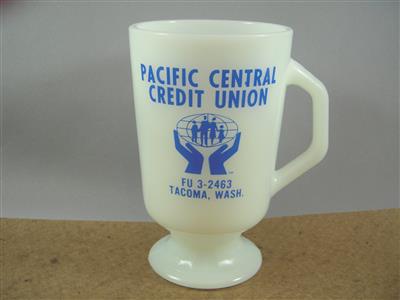 PACIFIC CENTRAL
CREDIT UNION
FU 3-2463
TACOMA, WASH.